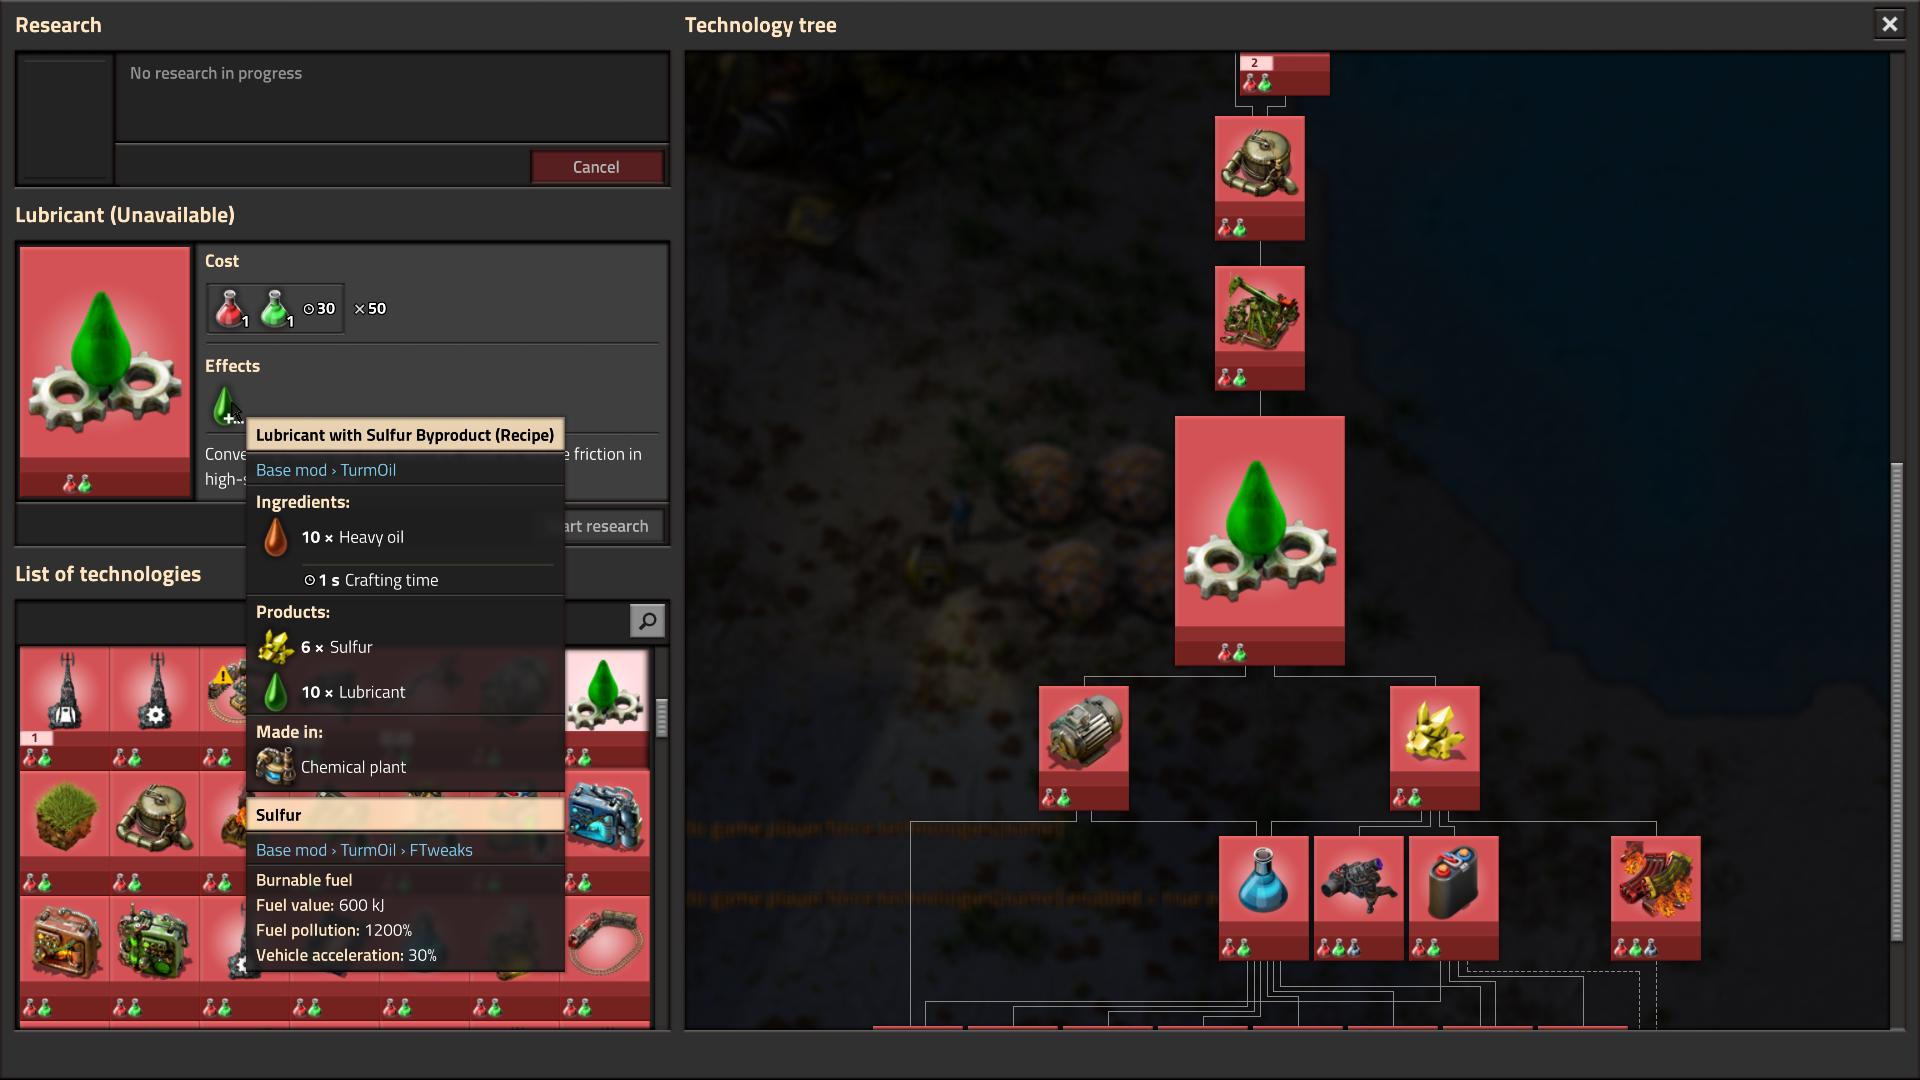 Research
Technology tree
No research in progress
Cancel
2
Lubricant (Unavailable)
Cost
1 1 30 ×50
Effects
Lubricant with Sulfur Byproduct (Recipe)
Conve
e friction in
Base mod › TurmOil
high-s
Ingredients:
10 × Heavy oil
art research
List of technologies
1 s Crafting time
Products:
6 × Sulfur
10 × Lubricant
Made in:
1
Chemical plant
Sulfur
Base mod › TurmOil › FTweaks
Burnable fuel
Fuel value: 600 kJ
Fuel pollution: 1200%
Vehicle acceleration: 30%